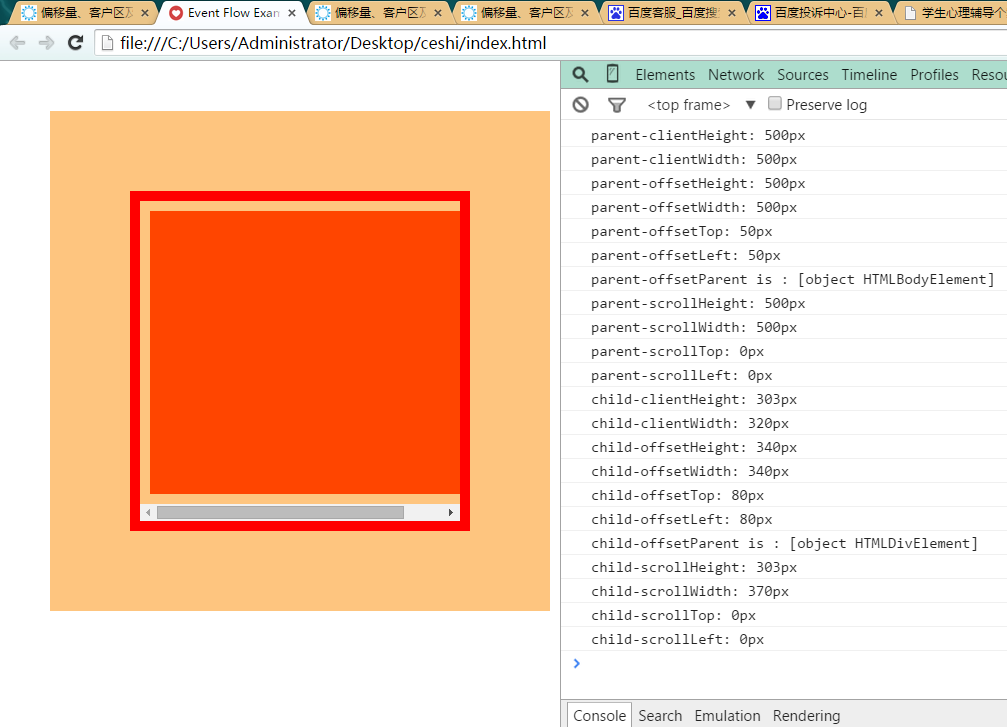 偏移量、客户区及
Event Flow Exan
偏移量、客户区及
偏移量、客户区及
百度客服_百度搜
百度投诉中心-百
学生心理辅导个
file:///C:/Users/Administrator/Desktop/ceshi/index.html
Elements Network Sources Timeline Profiles Resou
<top frame> ▼ Preserve log
parent-clientHeight: 500px
parent-clientWidth: 500px
parent-offsetHeight: 500px
parent-offsetWidth: 500px
parent-offsetTop: 50px
parent-offsetLeft: 50px
parent-offsetParent is : [object HTMLBodyElement]
parent-scrollHeight: 500px
parent-scrollWidth: 500px
parent-scrollTop: 0px
parent-scrollLeft: 0px
child-clientHeight: 303px
child-clientWidth: 320px
child-offsetHeight: 340px
child-offsetWidth: 340px
child-offsetTop: 80px
child-offsetLeft: 80px
child-offsetParent is : [object HTMLDivElement]
child-scrollHeight: 303px
child-scrollWidth: 370px
child-scrollTop: 0px
child-scrollLeft: 0px
Console Search Emulation Rendering